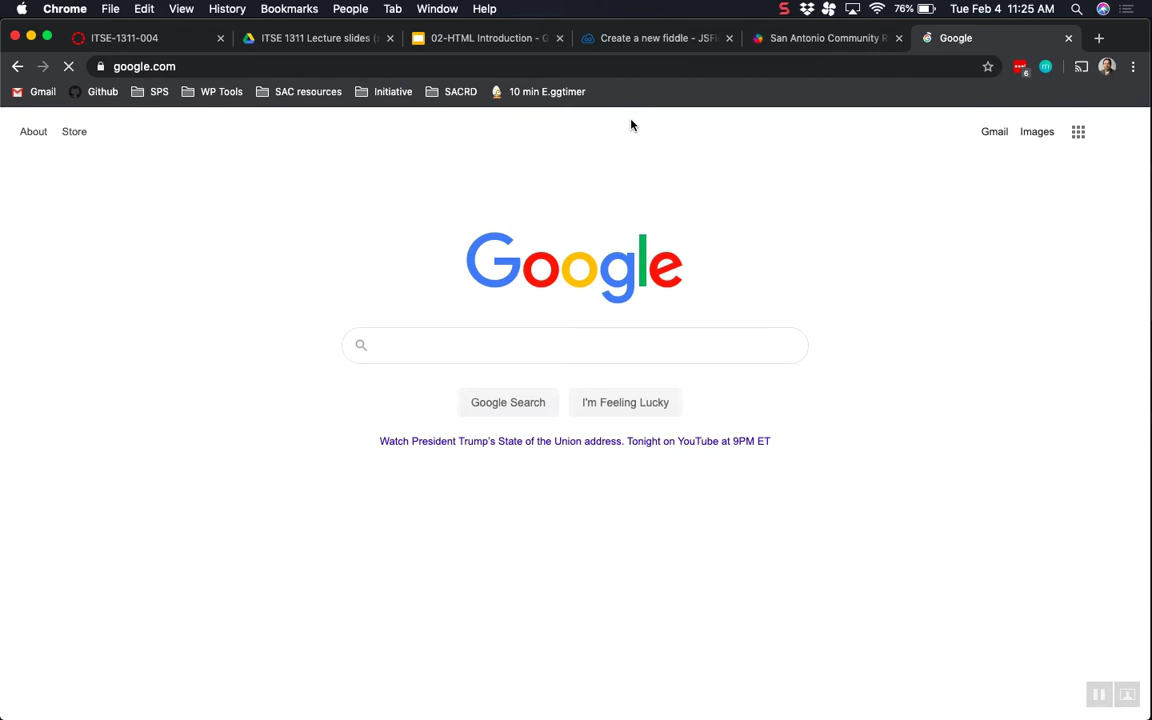 Chrome File Edit View History Bookmarks People Tab Window Help 76% Tue Feb 4 11:25 AM
ITSE-1311-004 ITSE 1311 Lecture slides ( 02-HTML Introduction - G Create a new fiddle - JSFi San Antonio Community R Google
google.com 6
Gmail Github SPS WP Tools SAC resources Initiative SACRD 10 min E.ggtimer
About Store Gmail Images
Google
Google Search I'm Feeling Lucky
Watch President Trump's State of the Union address. Tonight on YouTube at 9PM ET